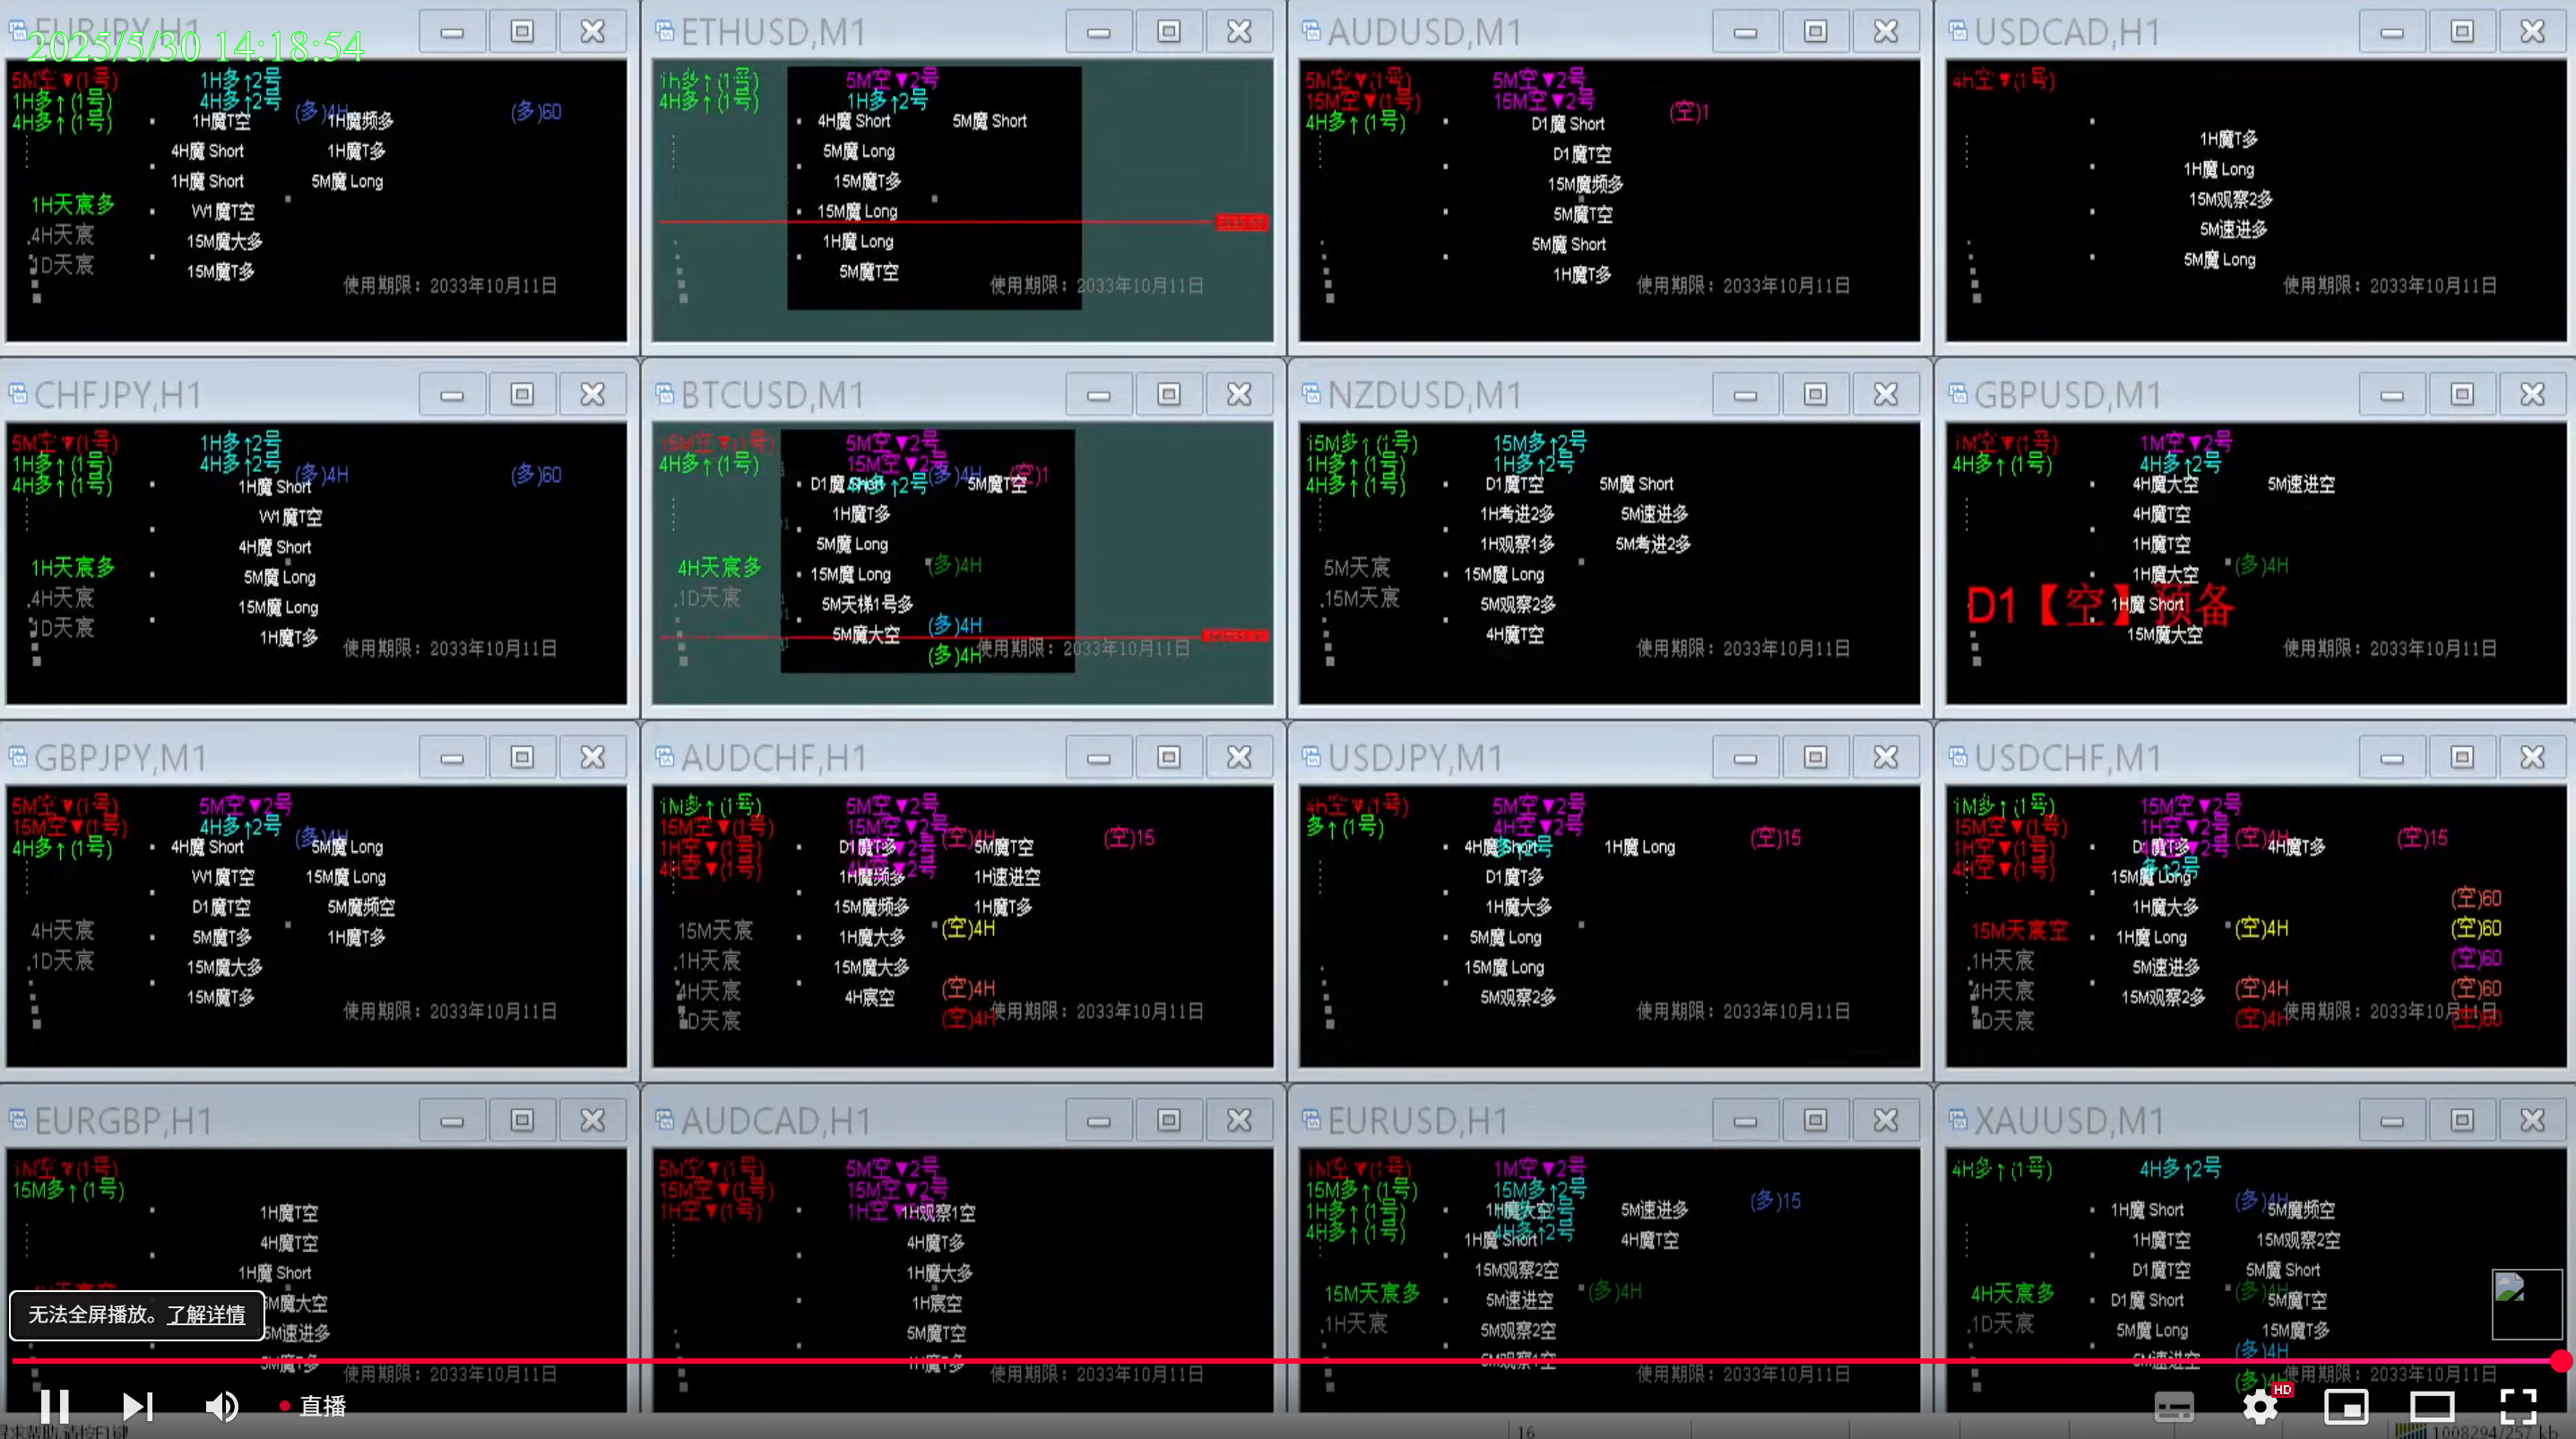 EURJPY,H1
2025/5/30 14:18:54
5M空▼(1号) 1H多↑2号
1H多↑(1号) 4H多↑2号 (多)4H (多)60
4H多↑(1号) 1H魔T空 1H魔频多
4H魔 Short 1H魔T多
1H魔 Short 5M魔 Long
1H天宸多 W1魔T空
4H天宸 15M魔大多
1D天宸 15M魔T多
使用期限：2033年10月11日
ETHUSD,M1
1h多↑(1号) 5M空▼2号
4H多↑(1号) 1H多↑2号
4H魔 Short 5M魔 Short
5M魔 Long
15M魔T多
15M魔 Long
1H魔 Long
5M魔T空
使用期限：2033年10月11日
AUDUSD,M1
5M空▼(1号) 5M空▼2号
15M空▼(1号) 15M空▼2号 (空)1
4H多↑(1号) D1魔 Short
D1魔T空
15M魔频多
5M魔T空
5M魔 Short
1H魔T多
使用期限：2033年10月11日
USDCAD,H1
4H空▼(1号)
1H魔T多
1H魔 Long
15M观察2多
5M速进多
5M魔 Long
使用期限：2033年10月11日
CHFJPY,H1
5M空▼(1号) 1H多↑2号
1H多↑(1号) 4H多↑2号 (多)4H (多)60
4H多↑(1号) 1H魔 Short
W1魔T空
4H魔 Short
1H天宸多 5M魔 Long
4H天宸 15M魔 Long
1D天宸 1H魔T多
使用期限：2033年10月11日
BTCUSD,M1
15M空▼(1号) 5M空▼2号
4H多↑(1号) 15M空▼2号 (多)4H (空)1
D1魔 Short 4H多↑2号 5M魔T空
1H魔T多
5M魔 Long
4H天宸多 15M魔 Long (多)4H
1D天宸 5M天梯1号多
5M魔大空 (多)4H
(多)4H 使用期限：2033年10月11日
NZDUSD,M1
15M多↑(1号) 15M多↑2号
1H多↑(1号) 1H多↑2号
4H多↑(1号) D1魔T空 5M魔 Short
1H考进2多 5M速进多
1H观察1多 5M考进2多
5M天宸 15M魔 Long
15M天宸 5M观察2多
4H魔T空
使用期限：2033年10月11日
GBPUSD,M1
1M空▼(1号) 1M空▼2号
4H多↑(1号) 4H多↑2号
4H魔大空 5M速进空
4H魔T空
1H魔T空
1H魔大空 (多)4H
D1【空】预备 1H魔 Short
15M魔大空
使用期限：2033年10月11日
GBPJPY,M1
5M空▼(1号) 5M空▼2号
15M空▼(1号) 4H多↑2号 (多)4H
4H多↑(1号) 4H魔 Short 5M魔 Long
W1魔T空 15M魔 Long
D1魔T空 5M魔频空
4H天宸 5M魔T多 1H魔T多
1D天宸 15M魔大多
15M魔T多
使用期限：2033年10月11日
AUDCHF,H1
1M多↑(1号) 5M空▼2号
15M空▼(1号) 15M空▼2号 (空)4H (空)15
1H空▼(1号) D1魔T多 5M魔T空
4H空▼(1号) 1H魔频多 1H速进空
15M魔频多 1H魔T多
15M天宸 1H魔大多 (空)4H
1H天宸 15M魔大多
4H天宸 4H宸空 (空)4H
1D天宸 (空)4H
使用期限：2033年10月11日
USDJPY,M1
4H空▼(1号) 5M空▼2号
多↑(1号) 4H空▼2号 (空)15
4H魔 Short 多↑2号 1H魔 Long
D1魔T多
1H魔大多
5M魔 Long
15M魔 Long
5M观察2多
使用期限：2033年10月11日
USDCHF,M1
1M多↑(1号) 15M空▼2号
15M空▼(1号) 1H空▼2号 (空)4H (空)15
1H空▼(1号) D1魔T多 4H魔T多
4H空▼(1号) 15M魔 Long 多↑2号
1H魔大多 (空)60
15M天宸空 1H魔 Long (空)4H (空)60
1H天宸 5M速进多 (空)60
4H天宸 15M观察2多 (空)4H (空)60
1D天宸 (空)4H (空)60
使用期限：2033年10月11日
EURGBP,H1
1M空▼(1号)
15M多↑(1号)
1H魔T空
4H魔T空
1H魔 Short
5M魔大空
5M速进多
5M魔T多
使用期限：2033年10月11日
AUDCAD,H1
5M空▼(1号) 5M空▼2号
15M空▼(1号) 15M空▼2号
1H空▼(1号) 1H观察1空
4H魔T多
1H魔大多
1H宸空
5M魔T空
1H魔T多
使用期限：2033年10月11日
EURUSD,H1
1M空▼(1号) 1M空▼2号
15M多↑(1号) 15M多↑2号 (多)15
1H多↑(1号) 1H魔大空 5M速进多
4H多↑(1号) 4H多↑2号
1H魔 Short 4H魔T空
15M观察2空
15M天宸多 5M速进空 (多)4H
1H天宸 5M观察2空
5M观察1空
使用期限：2033年10月11日
XAUUSD,M1
4H多↑(1号) 4H多↑2号
1H魔 Short (多)4H 5M魔频空
1H魔T空 15M观察2空
D1魔T空 5M魔 Short
4H天宸多 D1魔 Short (多)4H 5M魔T空
1D天宸 5M魔 Long 15M魔T多
5M速进空 (多)4H
使用期限：2033年10月11日
无法全屏播放。了解详情
直播
HD
寻求帮助,请按F1键
16
1008294/257 kb